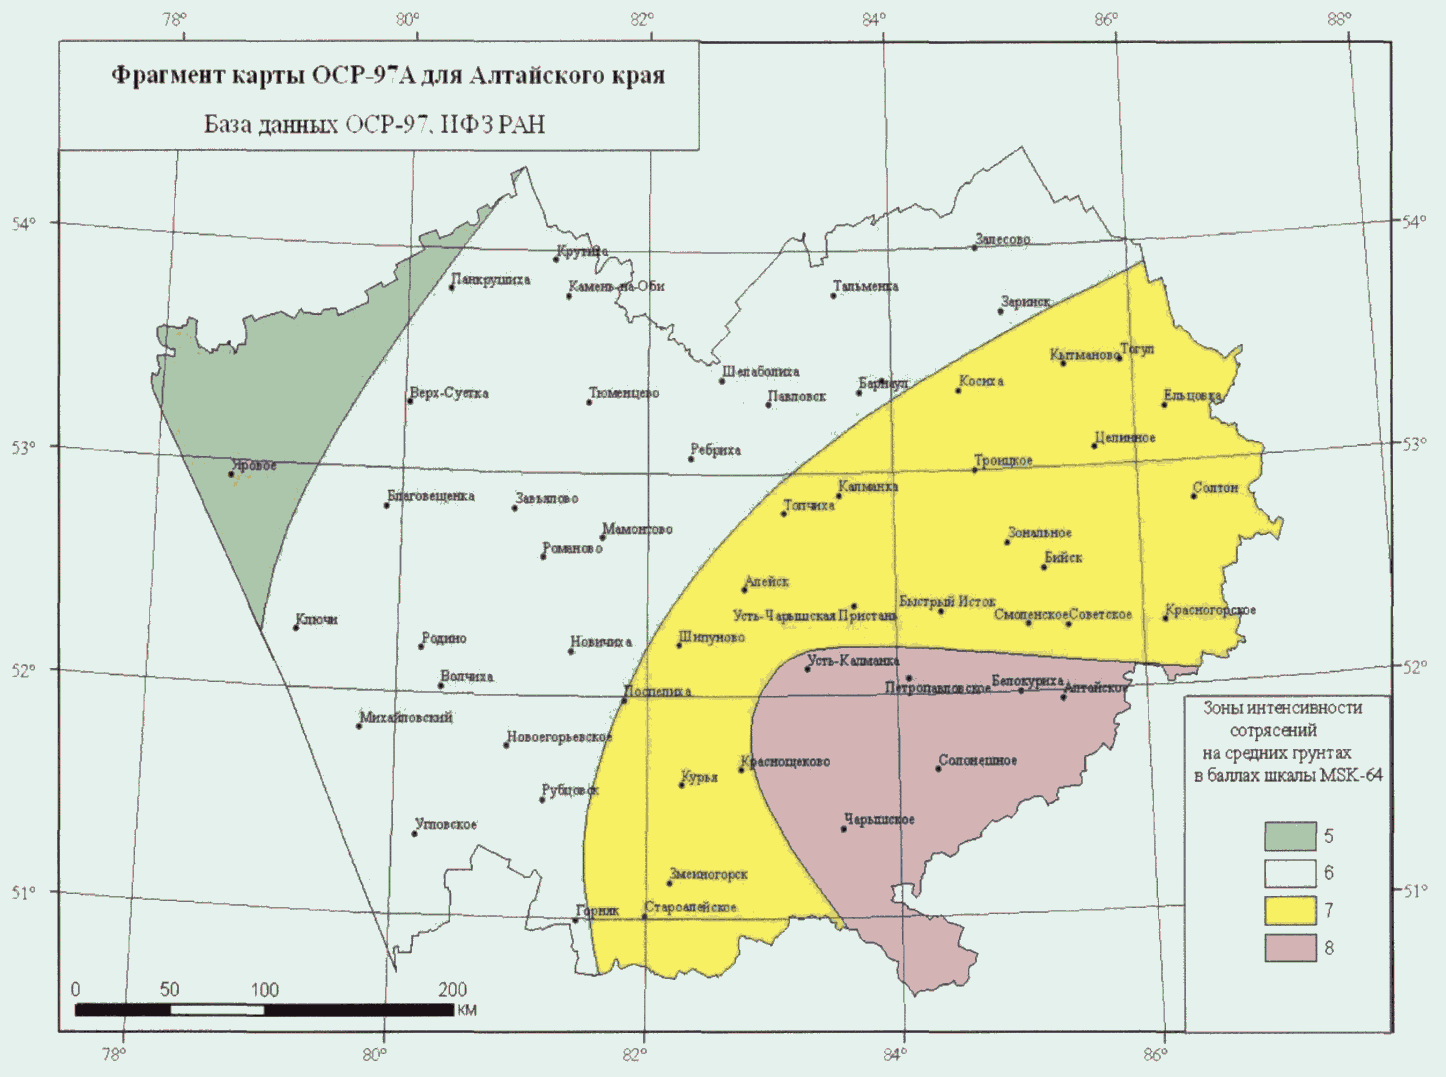 78° 80° 82° 84° 86° 88°
Фрагмент карты ОСР-97А для Алтайского края
База данных ОСР-97, ИФЗ РАН
54° 54°
Залесово
Крутиха
Панкрушиха
Камень-на-Оби
Тальменка
Заринск
Тогул
Кытманово
Шелаболиха
Барнаул
Косиха
Верх-Суетка
Тюменцево
Павловск
Ельцовка
53° 53°
Целинное
Ребриха
Троицкое
Яровое
Калманка
Солтон
Благовещенка
Завьялово
Топчиха
Мамонтово
Зональное
Романово
Бийск
Алейск
Быстрый Исток
Усть-Чарышская Пристань
Смоленское
Советское
Красногорское
Ключи
Родино
Новичиха
Шипуново
52° 52°
Усть-Калманка
Волчиха
Петропавловское
Белокуриха
Алтайское
Поспелиха
Михайловский
Новоегорьевское
Краснощеково
Солонешное
Курья
Рубцовск
Угловское
Чарышское
Змеиногорск
51° 51°
Горняк
Староалейское
Зоны интенсивности
сотрясений
на средних грунтах
в баллах шкалы MSK-64
5
6
7
8
0 50 100 200
КМ
78° 80° 82° 84° 86°